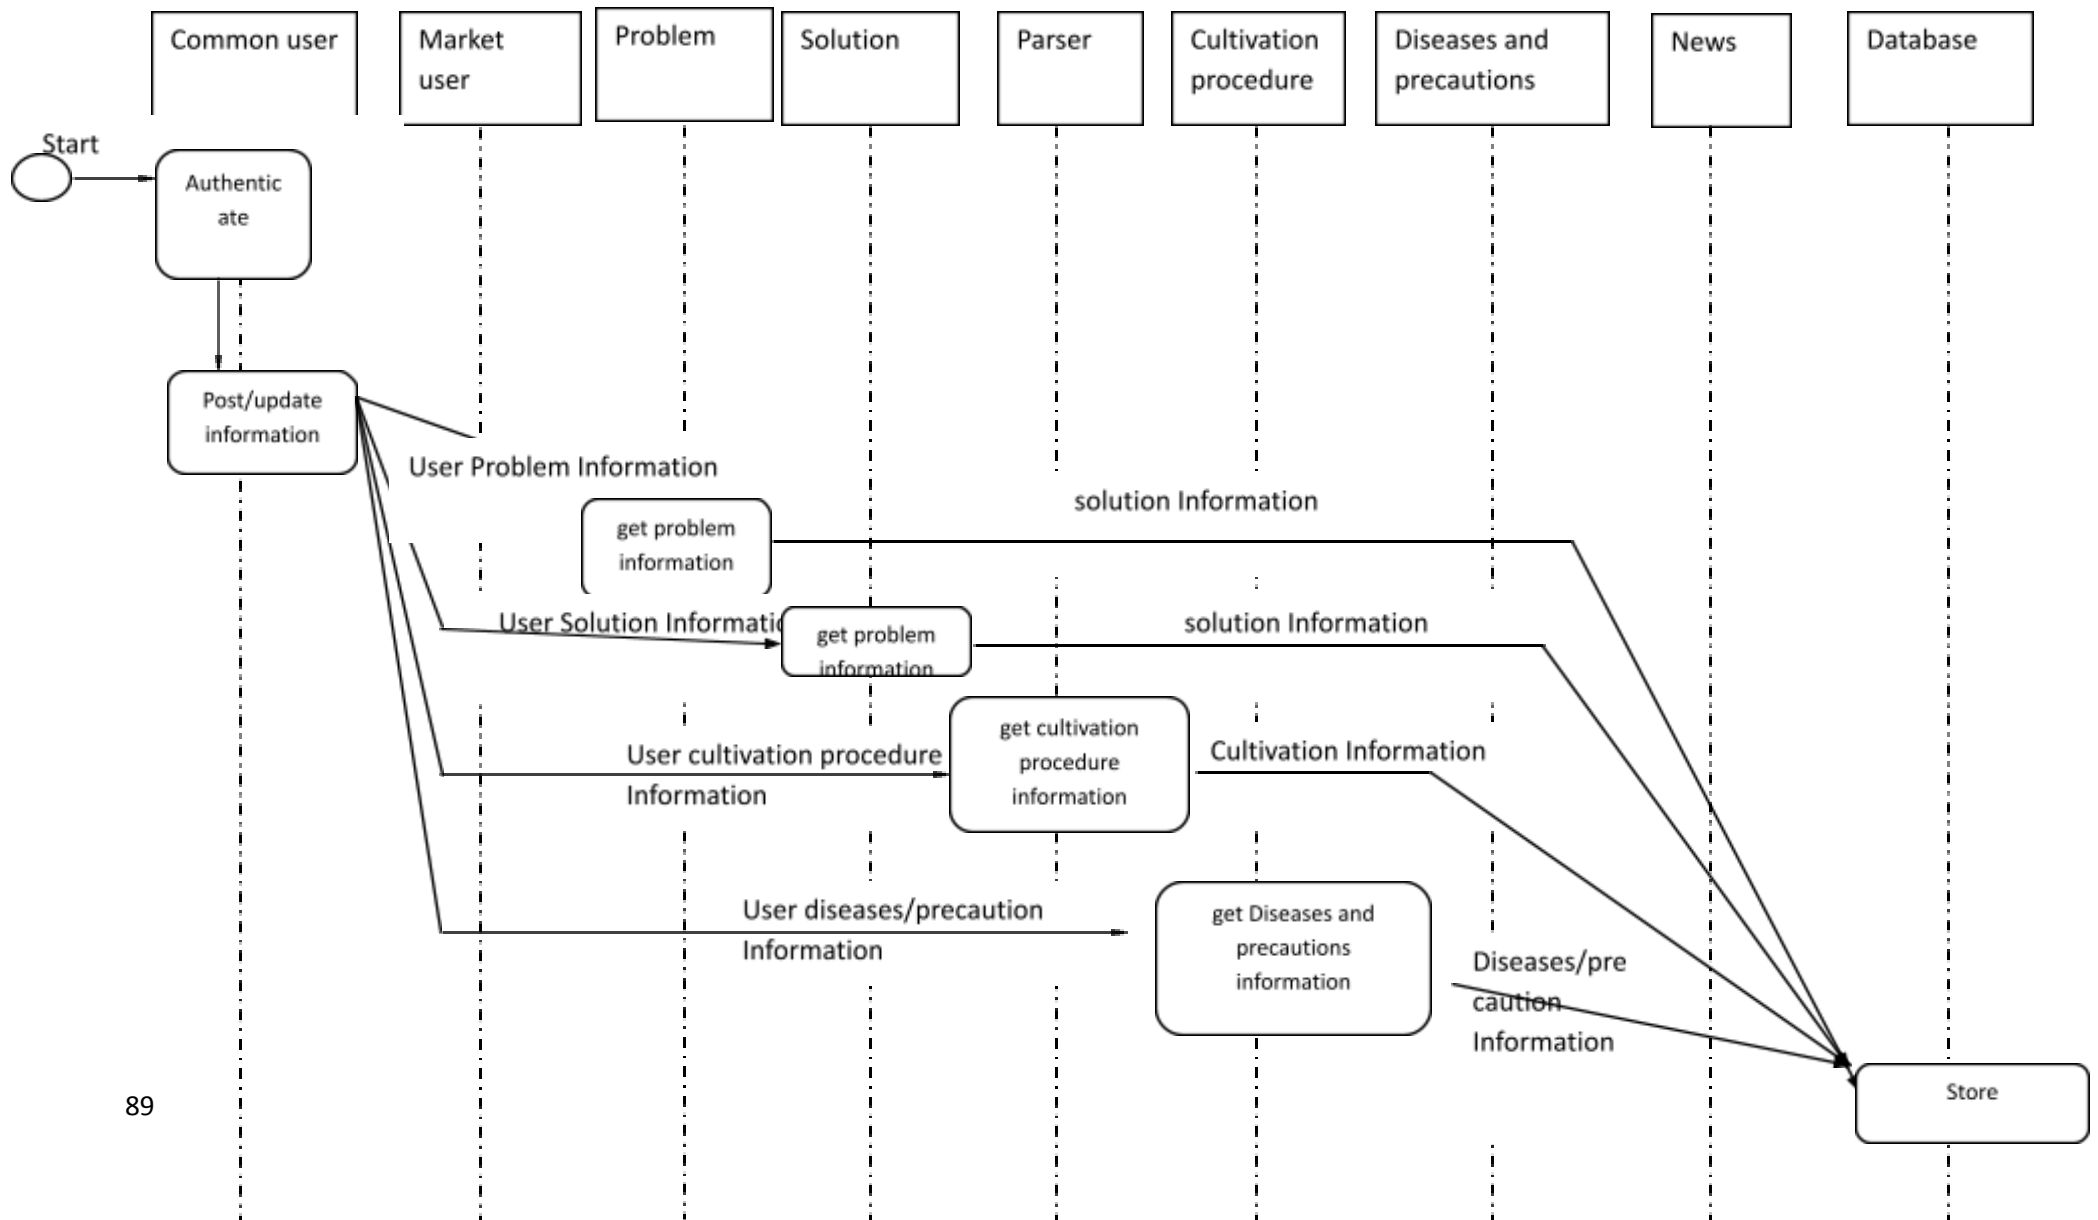 Common user
Market
user
Problem
Solution
Parser
Cultivation
procedure
Diseases and
precautions
News
Database
Start
Authentic
ate
Post/update
information
User Problem Information
get problem
information
solution Information
User Solution Informatio
get problem
information
solution Information
User cultivation procedure
Information
get cultivation
procedure
information
Cultivation Information
User diseases/precaution
Information
get Diseases and
precautions
information
Diseases/pre
caution
Information
Store
89